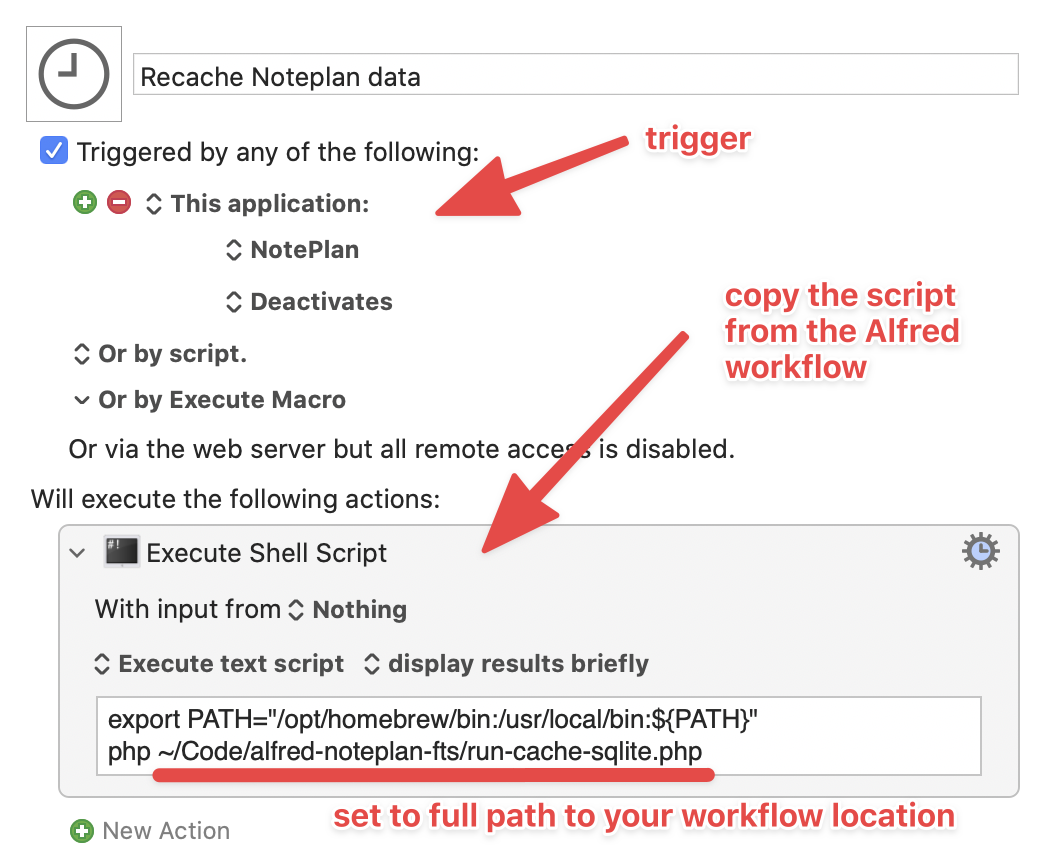 Recache Noteplan data
trigger
Triggered by any of the following:
This application:
NotePlan
Deactivates
copy the script
from the Alfred
workflow
Or by script.
Or by Execute Macro
Or via the web server but all remote access is disabled.
Will execute the following actions:
#!
Execute Shell Script
With input from Nothing
Execute text script display results briefly
export PATH="/opt/homebrew/bin:/usr/local/bin:${PATH}"
php ~/Code/alfred-noteplan-fts/run-cache-sqlite.php
set to full path to your workflow location
New Action